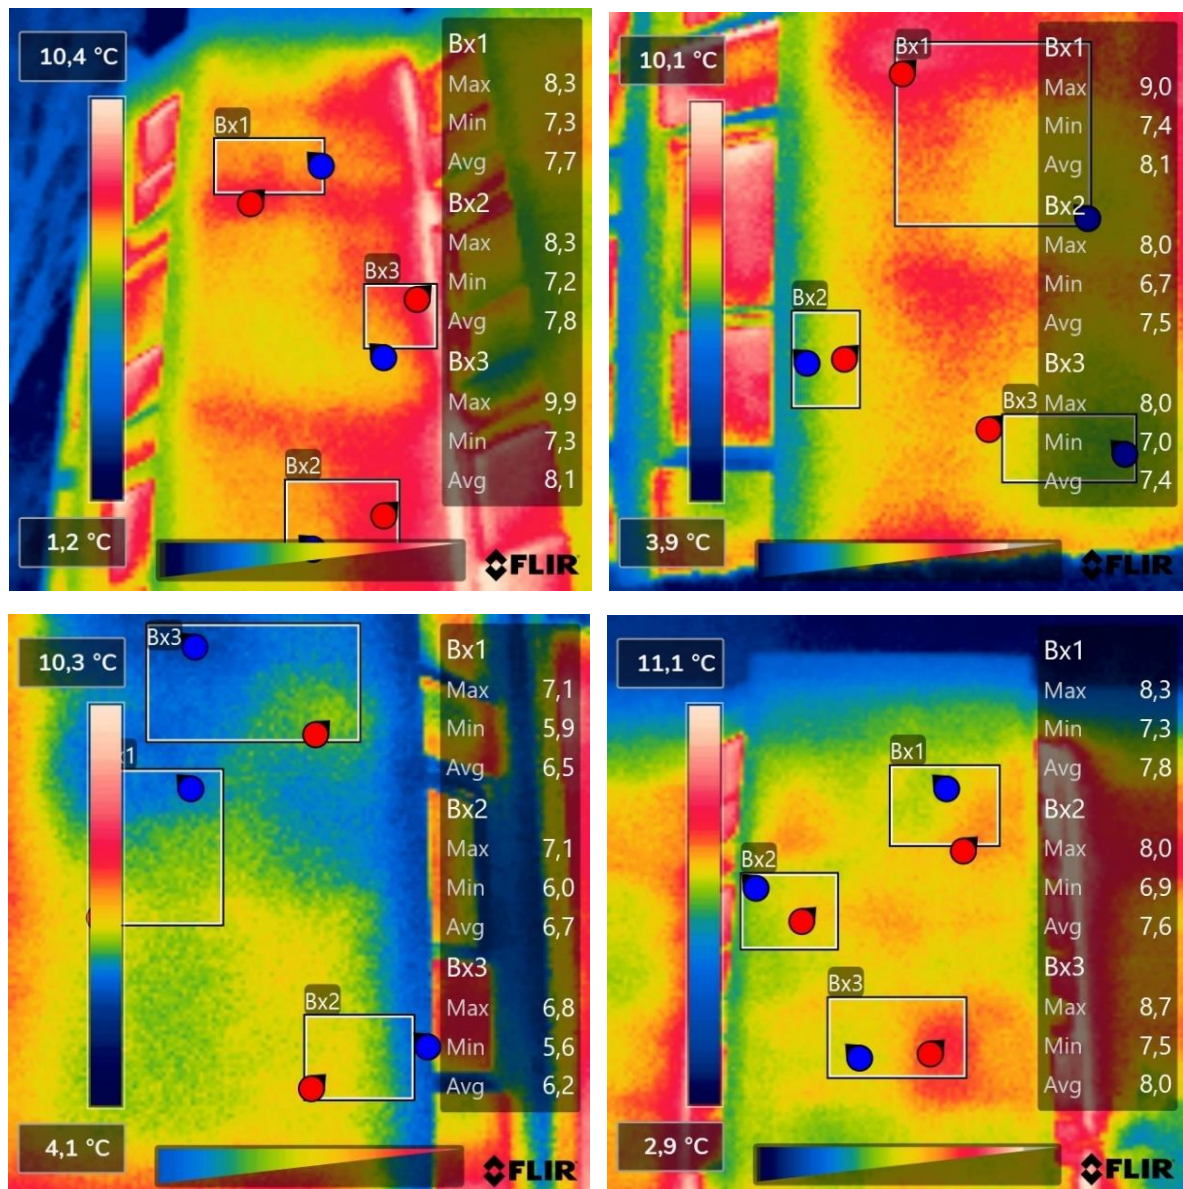 10,4 °C
Bx1
Max 8,3
Min 7,3
Avg 7,7
Bx2
Max 8,3
Min 7,2
Avg 7,8
Bx3
Max 9,9
Min 7,3
Avg 8,1
Bx1
Bx3
Bx2
1,2 °C
FLIR
10,1 °C
Bx1
Bx1
Max 9,0
Min 7,4
Avg 8,1
Bx2
Max 8,0
Min 6,7
Avg 7,5
Bx3
Max 8,0
Min 7,0
Avg 7,4
Bx2
Bx3
3,9 °C
FLIR
10,3 °C
Bx3
Bx1
Max 7,1
Min 5,9
Avg 6,5
Bx2
Max 7,1
Min 6,0
Avg 6,7
Bx3
Max 6,8
Min 5,6
Avg 6,2
x1
Bx2
4,1 °C
FLIR
11,1 °C
Bx1
Max 8,3
Min 7,3
Avg 7,8
Bx2
Max 8,0
Min 6,9
Avg 7,6
Bx3
Max 8,7
Min 7,5
Avg 8,0
Bx1
Bx2
Bx3
2,9 °C
FLIR